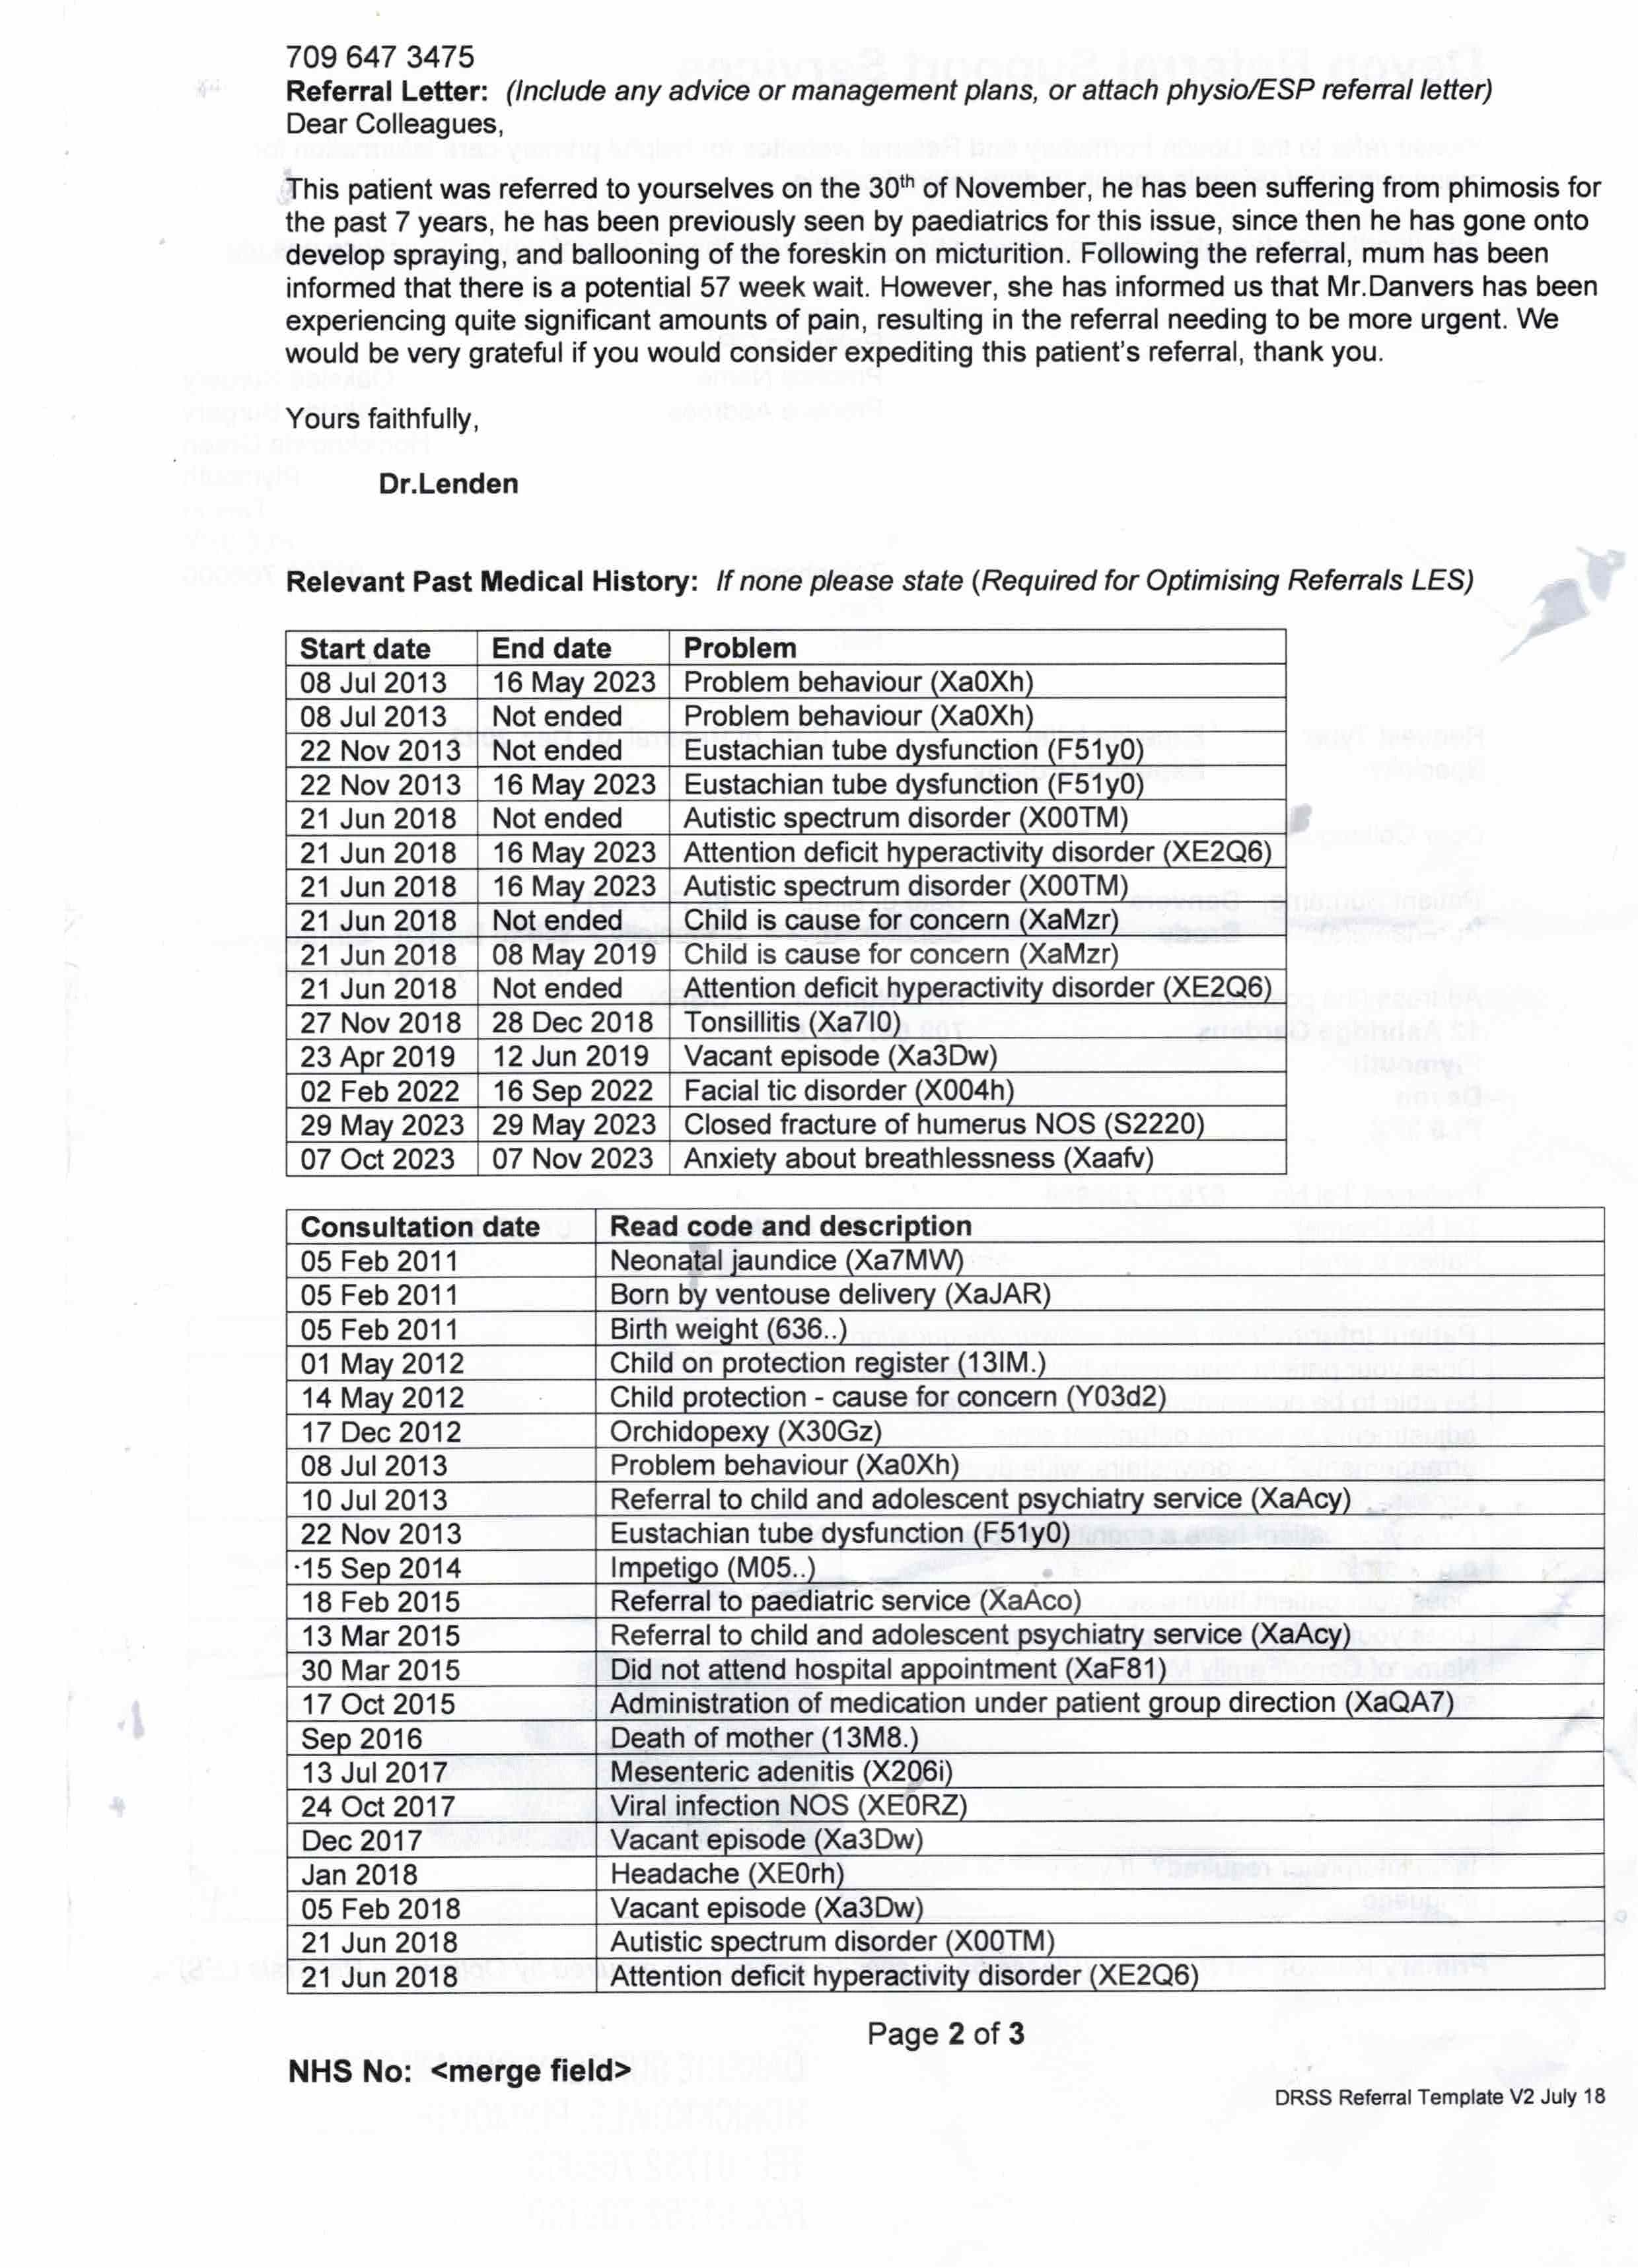 709 647 3475
Referral Letter: (Include any advice or management plans, or attach physio/ESP referral letter)
Dear Colleagues,
This patient was referred to yourselves on the 30th of November, he has been suffering from phimosis for
the past 7 years, he has been previously seen by paediatrics for this issue, since then he has gone onto
develop spraying, and ballooning of the foreskin on micturition. Following the referral, mum has been
informed that there is a potential 57 week wait. However, she has informed us that Mr.Danvers has been
experiencing quite significant amounts of pain, resulting in the referral needing to be more urgent. We
would be very grateful if you would consider expediting this patient's referral, thank you.
Yours faithfully,
Dr.Lenden
Relevant Past Medical History: If none please state (Required for Optimising Referrals LES)
Start date End date Problem
08 Jul 2013 16 May 2023 Problem behaviour (Xa0Xh)
08 Jul 2013 Not ended Problem behaviour (Xa0Xh)
22 Nov 2013 Not ended Eustachian tube dysfunction (F51y0)
22 Nov 2013 16 May 2023 Eustachian tube dysfunction (F51y0)
21 Jun 2018 Not ended Autistic spectrum disorder (X00TM)
21 Jun 2018 16 May 2023 Attention deficit hyperactivity disorder (XE2Q6)
21 Jun 2018 16 May 2023 Autistic spectrum disorder (X00TM)
21 Jun 2018 Not ended Child is cause for concern (XaMzr)
21 Jun 2018 08 May 2019 Child is cause for concern (XaMzr)
21 Jun 2018 Not ended Attention deficit hyperactivity disorder (XE2Q6)
27 Nov 2018 28 Dec 2018 Tonsillitis (Xa7l0)
23 Apr 2019 12 Jun 2019 Vacant episode (Xa3Dw)
02 Feb 2022 16 Sep 2022 Facial tic disorder (X004h)
29 May 2023 29 May 2023 Closed fracture of humerus NOS (S2220)
07 Oct 2023 07 Nov 2023 Anxiety about breathlessness (Xaafv)
Consultation date Read code and description
05 Feb 2011 Neonatal jaundice (Xa7MW)
05 Feb 2011 Born by ventouse delivery (XaJAR)
05 Feb 2011 Birth weight (636..)
01 May 2012 Child on protection register (13IM.)
14 May 2012 Child protection - cause for concern (Y03d2)
17 Dec 2012 Orchidopexy (X30Gz)
08 Jul 2013 Problem behaviour (Xa0Xh)
10 Jul 2013 Referral to child and adolescent psychiatry service (XaAcy)
22 Nov 2013 Eustachian tube dysfunction (F51y0)
15 Sep 2014 Impetigo (M05..)
18 Feb 2015 Referral to paediatric service (XaAco)
13 Mar 2015 Referral to child and adolescent psychiatry service (XaAcy)
30 Mar 2015 Did not attend hospital appointment (XaF81)
17 Oct 2015 Administration of medication under patient group direction (XaQA7)
Sep 2016 Death of mother (13M8.)
13 Jul 2017 Mesenteric adenitis (X206i)
24 Oct 2017 Viral infection NOS (XE0RZ)
Dec 2017 Vacant episode (Xa3Dw)
Jan 2018 Headache (XE0rh)
05 Feb 2018 Vacant episode (Xa3Dw)
21 Jun 2018 Autistic spectrum disorder (X00TM)
21 Jun 2018 Attention deficit hyperactivity disorder (XE2Q6)
Page 2 of 3
NHS No: <merge field>
DRSS Referral Template V2 July 18